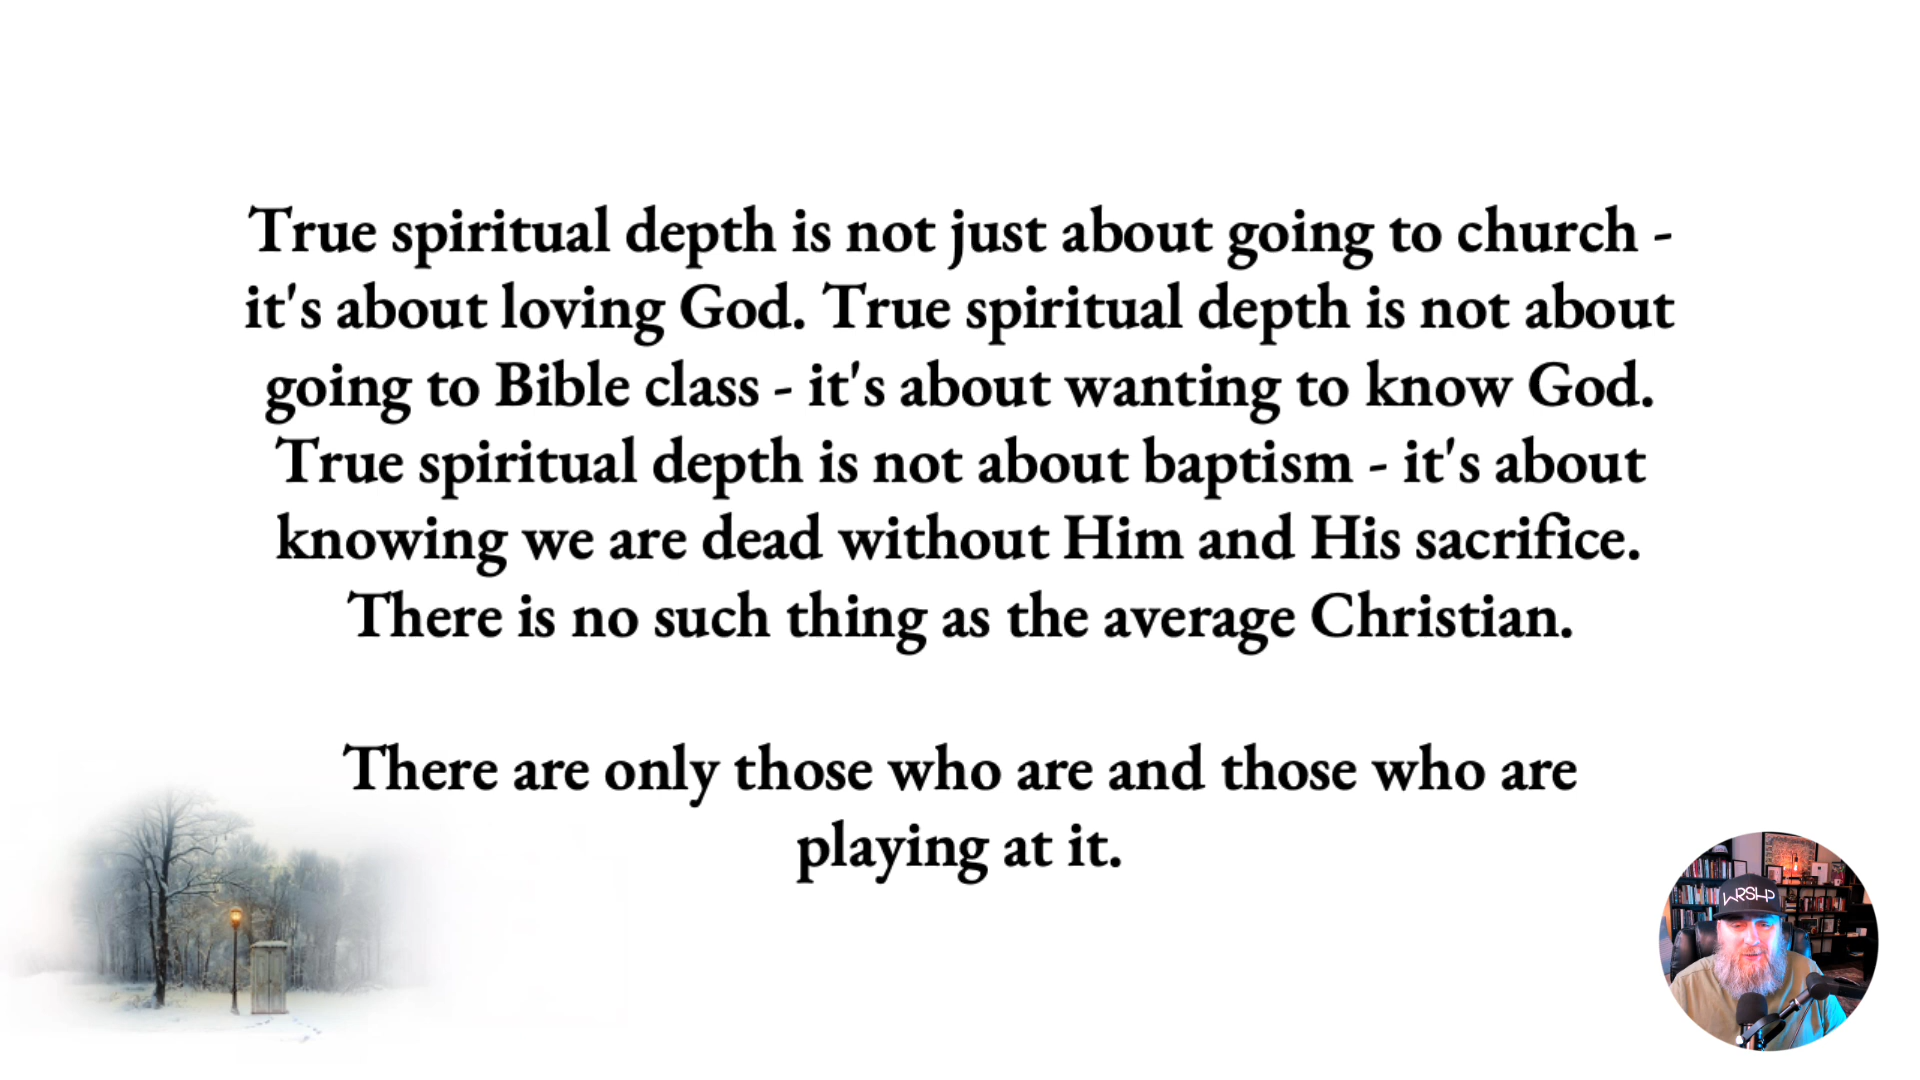 True spiritual depth is not just about going to church -
it's about loving God. True spiritual depth is not about
going to Bible class - it's about wanting to know God.
True spiritual depth is not about baptism - it's about
knowing we are dead without Him and His sacrifice.
There is no such thing as the average Christian.
There are only those who are and those who are
playing at it.
WRSHP